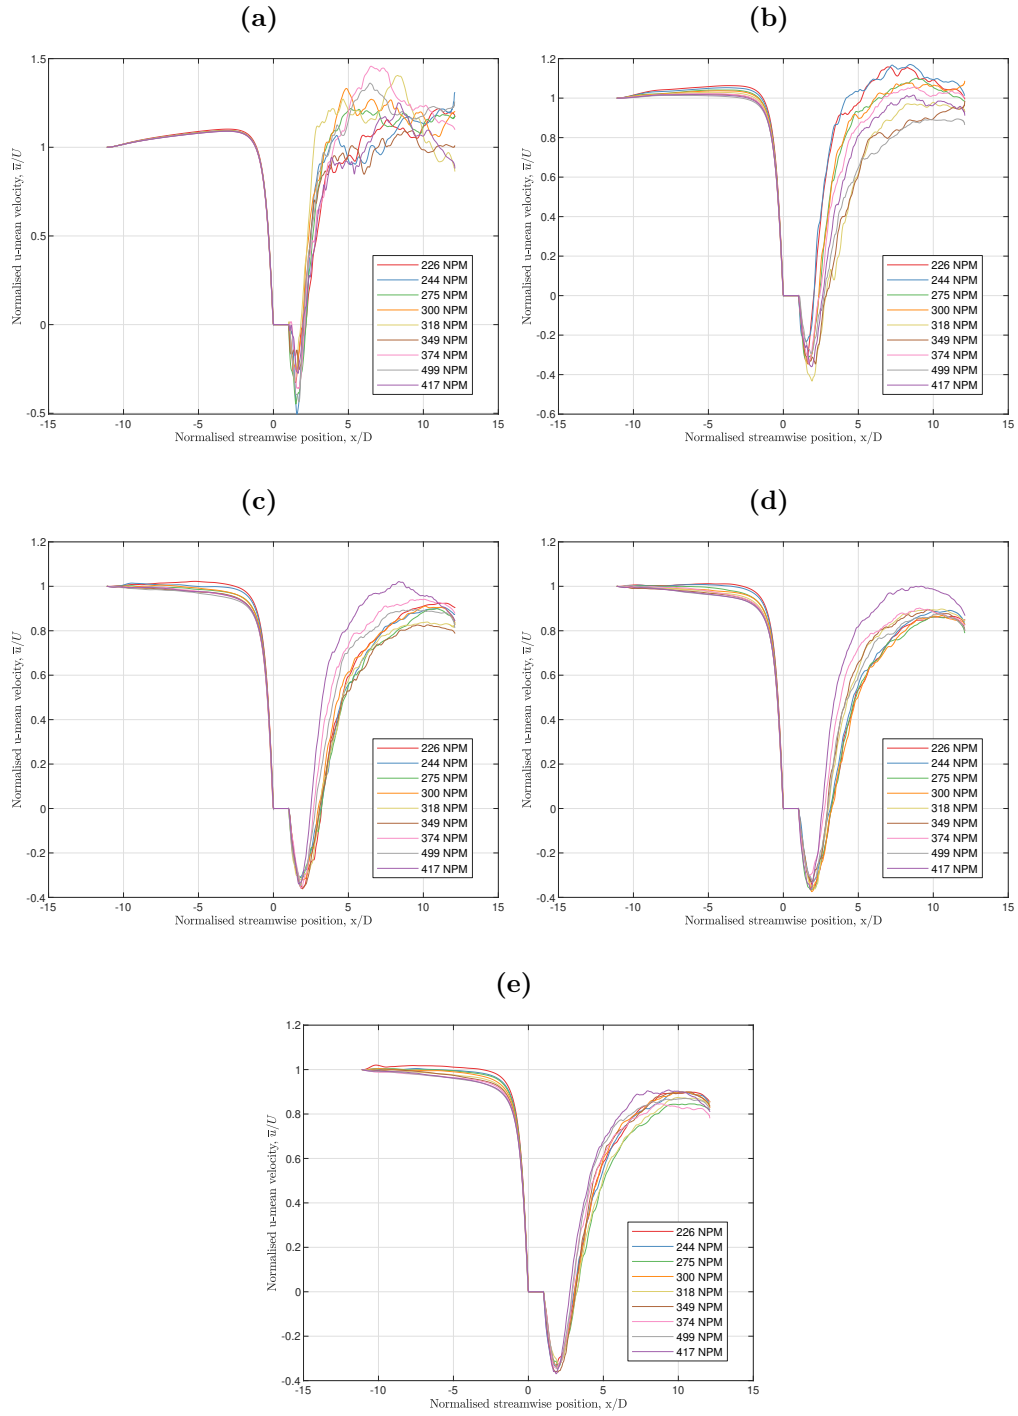 (a)
1.5
1
0.5
0
-0.5
-15 -10 -5 0 5 10 15
Normalised streamwise position, x/D
Normalised u-mean velocity, u̅/U
226 NPM
244 NPM
275 NPM
300 NPM
318 NPM
349 NPM
374 NPM
499 NPM
417 NPM
(b)
1.2
1
0.8
0.6
0.4
0.2
0
-0.2
-0.4
-0.6
-15 -10 -5 0 5 10 15
Normalised streamwise position, x/D
Normalised u-mean velocity, u̅/U
226 NPM
244 NPM
275 NPM
300 NPM
318 NPM
349 NPM
374 NPM
499 NPM
417 NPM
(c)
1.2
1
0.8
0.6
0.4
0.2
0
-0.2
-0.4
-15 -10 -5 0 5 10 15
Normalised streamwise position, x/D
Normalised u-mean velocity, u̅/U
226 NPM
244 NPM
275 NPM
300 NPM
318 NPM
349 NPM
374 NPM
499 NPM
417 NPM
(d)
1.2
1
0.8
0.6
0.4
0.2
0
-0.2
-0.4
-15 -10 -5 0 5 10 15
Normalised streamwise position, x/D
Normalised u-mean velocity, u̅/U
226 NPM
244 NPM
275 NPM
300 NPM
318 NPM
349 NPM
374 NPM
499 NPM
417 NPM
(e)
1.2
1
0.8
0.6
0.4
0.2
0
-0.2
-0.4
-15 -10 -5 0 5 10 15
Normalised streamwise position, x/D
Normalised u-mean velocity, u̅/U
226 NPM
244 NPM
275 NPM
300 NPM
318 NPM
349 NPM
374 NPM
499 NPM
417 NPM